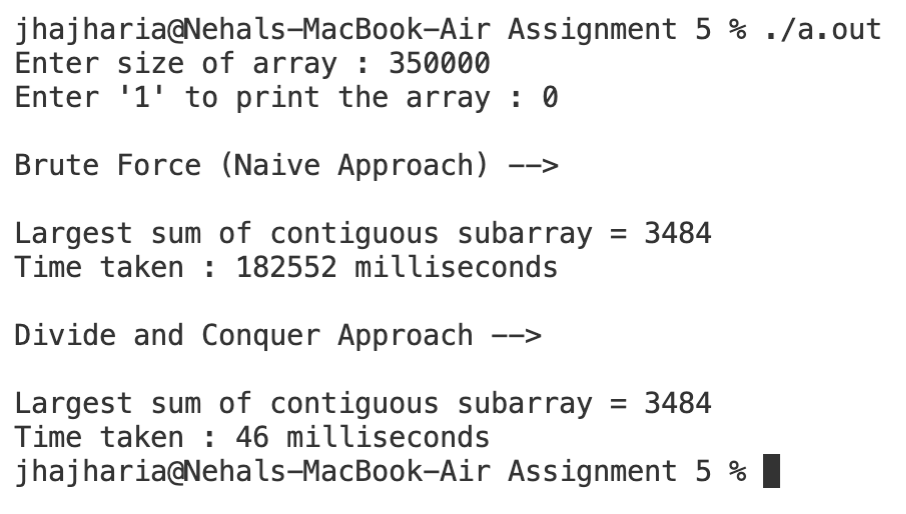 jhajharia@Nehals-MacBook-Air Assignment 5 % ./a.out
Enter size of array : 350000
Enter '1' to print the array : 0
Brute Force (Naive Approach) -->
Largest sum of contiguous subarray = 3484
Time taken : 182552 milliseconds
Divide and Conquer Approach -->
Largest sum of contiguous subarray = 3484
Time taken : 46 milliseconds
jhajharia@Nehals-MacBook-Air Assignment 5 %